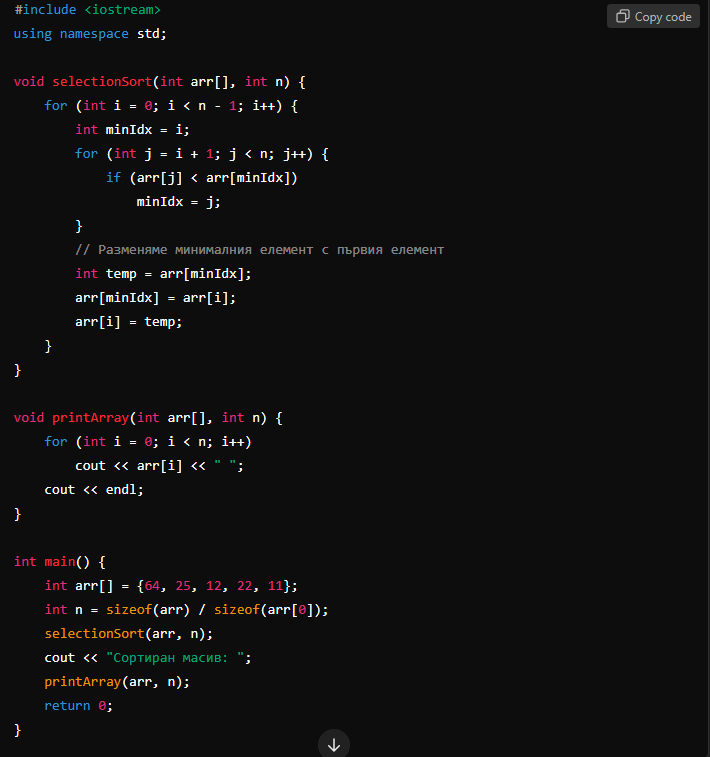 #include <iostream>
Copy code
using namespace std;
void selectionSort(int arr[], int n) {
    for (int i = 0; i < n - 1; i++) {
        int minIdx = i;
        for (int j = i + 1; j < n; j++) {
            if (arr[j] < arr[minIdx])
                minIdx = j;
        }
        // Разменяме минималния елемент с първия елемент
        int temp = arr[minIdx];
        arr[minIdx] = arr[i];
        arr[i] = temp;
    }
}
void printArray(int arr[], int n) {
    for (int i = 0; i < n; i++)
        cout << arr[i] << " ";
    cout << endl;
}
int main() {
    int arr[] = {64, 25, 12, 22, 11};
    int n = sizeof(arr) / sizeof(arr[0]);
    selectionSort(arr, n);
    cout << "Сортиран масив: ";
    printArray(arr, n);
    return 0;
}